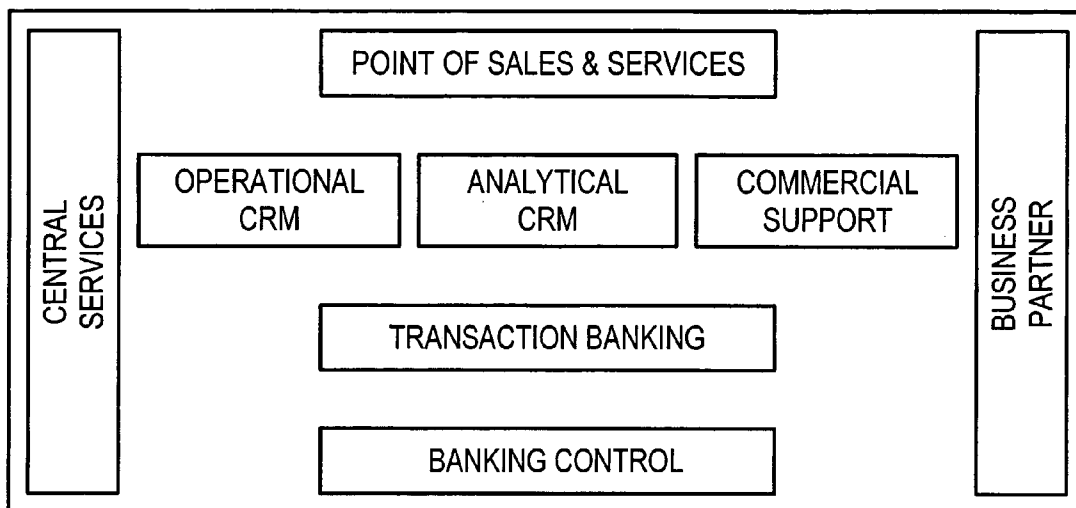 POINT OF SALES & SERVICES
CENTRAL
SERVICES
OPERATIONAL
CRM
ANALYTICAL
CRM
COMMERCIAL
SUPPORT
BUSINESS
PARTNER
TRANSACTION BANKING
BANKING CONTROL